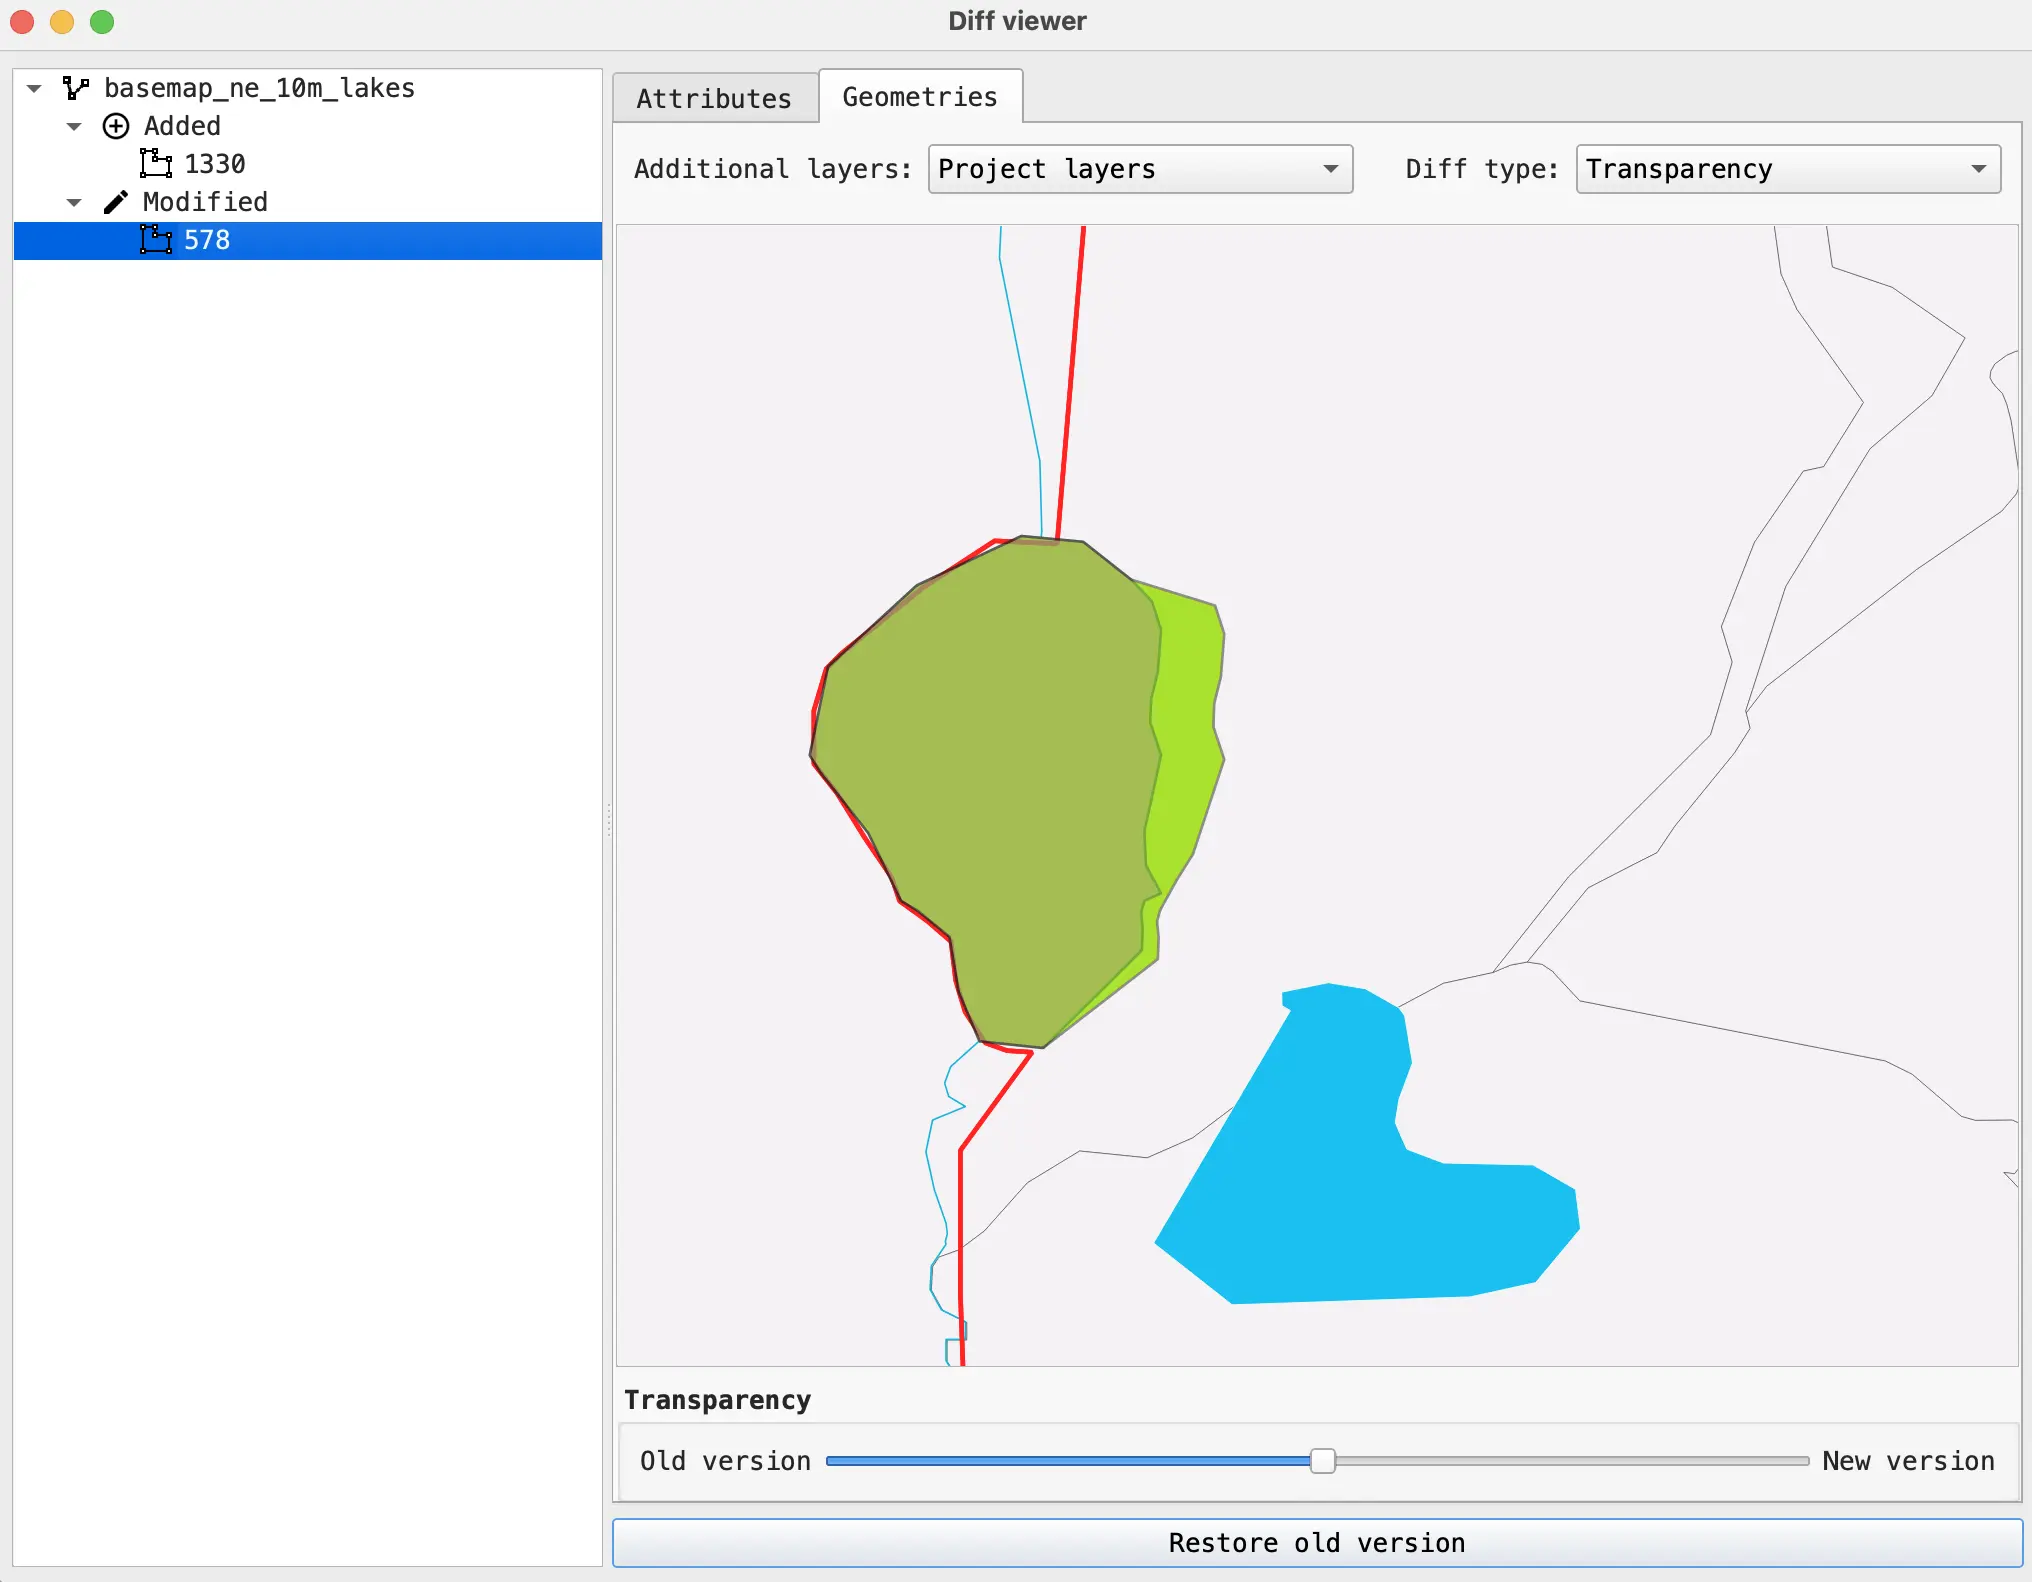 Diff viewer
basemap_ne_10m_lakes
Added
1330
Modified
578
Attributes
Geometries
Additional layers: Project layers
Diff type: Transparency
Transparency
Old version
New version
Restore old version